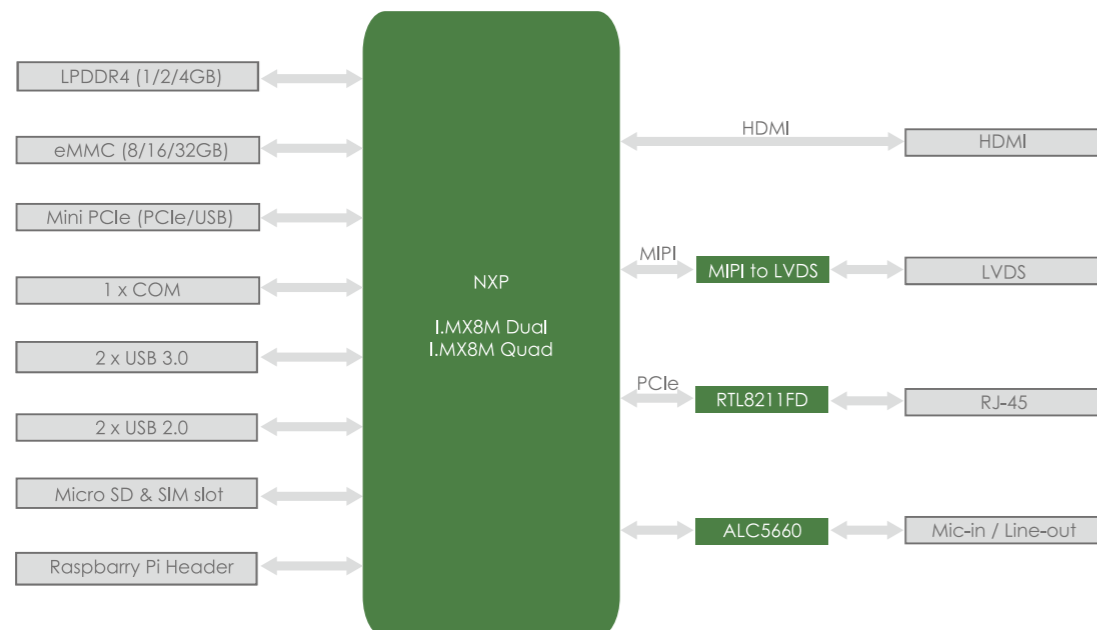 LPDDR4 (1/2/4GB)
eMMC (8/16/32GB)
Mini PCIe (PCIe/USB)
1 x COM
2 x USB 3.0
2 x USB 2.0
Micro SD & SIM slot
Raspbarry Pi Header
NXP
I.MX8M Dual
I.MX8M Quad
HDMI
HDMI
MIPI
MIPI to LVDS
LVDS
PCIe
RTL8211FD
RJ-45
ALC5660
Mic-in / Line-out